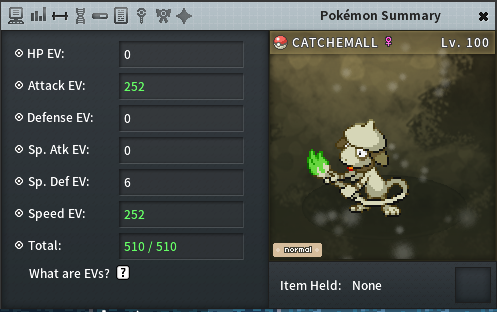 Pokémon Summary
HP EV: 0
Attack EV: 252
Defense EV: 0
Sp. Atk EV: 0
Sp. Def EV: 6
Speed EV: 252
Total: 510 / 510
What are EVs? ?
CATCHEMALL ♀ Lv. 100
normal
Item Held: None